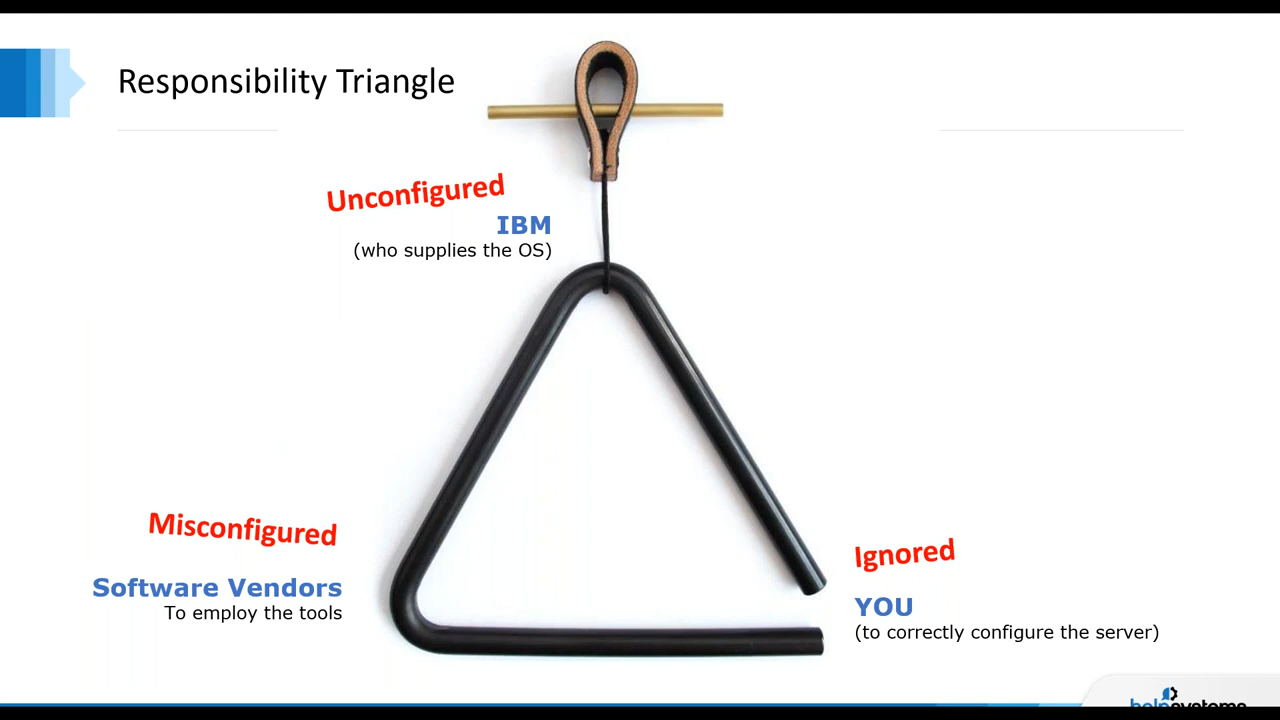 Responsibility Triangle
Unconfigured
IBM
(who supplies the OS)
Misconfigured
Software Vendors
To employ the tools
Ignored
YOU
(to correctly configure the server)
helpsystems